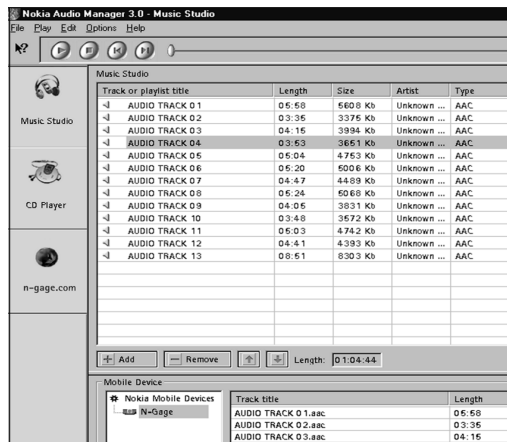 Nokia Audio Manager 3.0 - Music Studio
File Play Edit Options Help
Music Studio
Track or playlist title Length Size Artist Type
AUDIO TRACK 01 05:58 5608 Kb Unknown ... AAC
AUDIO TRACK 02 03:35 3375 Kb Unknown ... AAC
AUDIO TRACK 03 04:15 3994 Kb Unknown ... AAC
AUDIO TRACK 04 03:53 3651 Kb Unknown ... AAC
AUDIO TRACK 05 05:04 4753 Kb Unknown ... AAC
AUDIO TRACK 06 05:20 5006 Kb Unknown ... AAC
AUDIO TRACK 07 04:47 4489 Kb Unknown ... AAC
AUDIO TRACK 08 05:24 5068 Kb Unknown ... AAC
AUDIO TRACK 09 04:05 3831 Kb Unknown ... AAC
AUDIO TRACK 10 03:48 3572 Kb Unknown ... AAC
AUDIO TRACK 11 05:03 4742 Kb Unknown ... AAC
AUDIO TRACK 12 04:41 4393 Kb Unknown ... AAC
AUDIO TRACK 13 08:51 8303 Kb Unknown ... AAC
Music Studio
CD Player
n-gage.com
Add Remove Length: 01:04:44
Mobile Device
Nokia Mobile Devices
N-Gage
Track title Length
AUDIO TRACK 01.aac 05:58
AUDIO TRACK 02.aac 03:35
AUDIO TRACK 03.aac 04:15